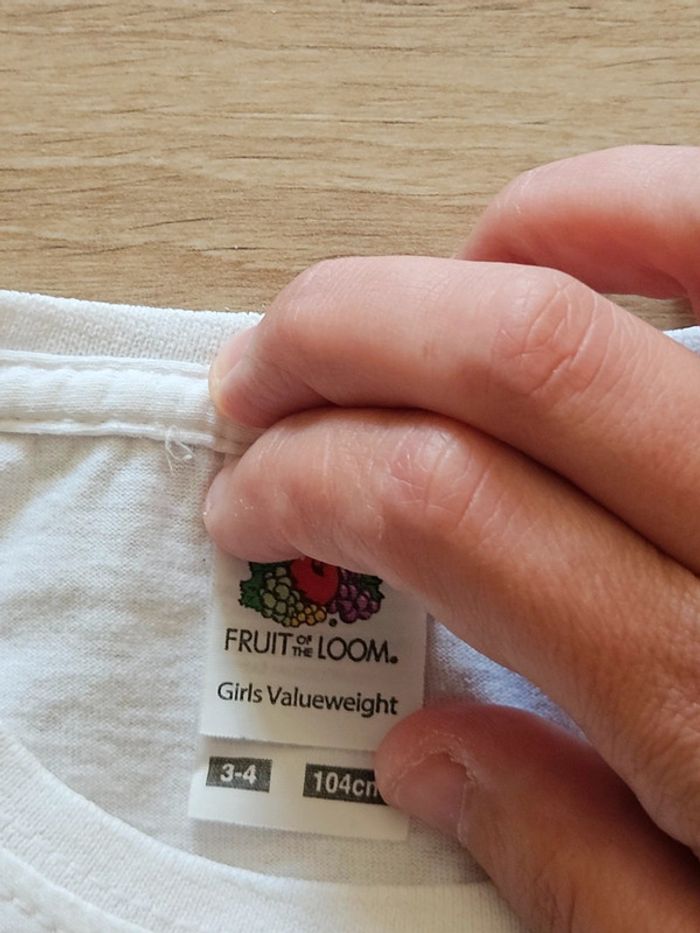 FRUIT OF THE LOOM.
Girls Valueweight
3-4 104cm